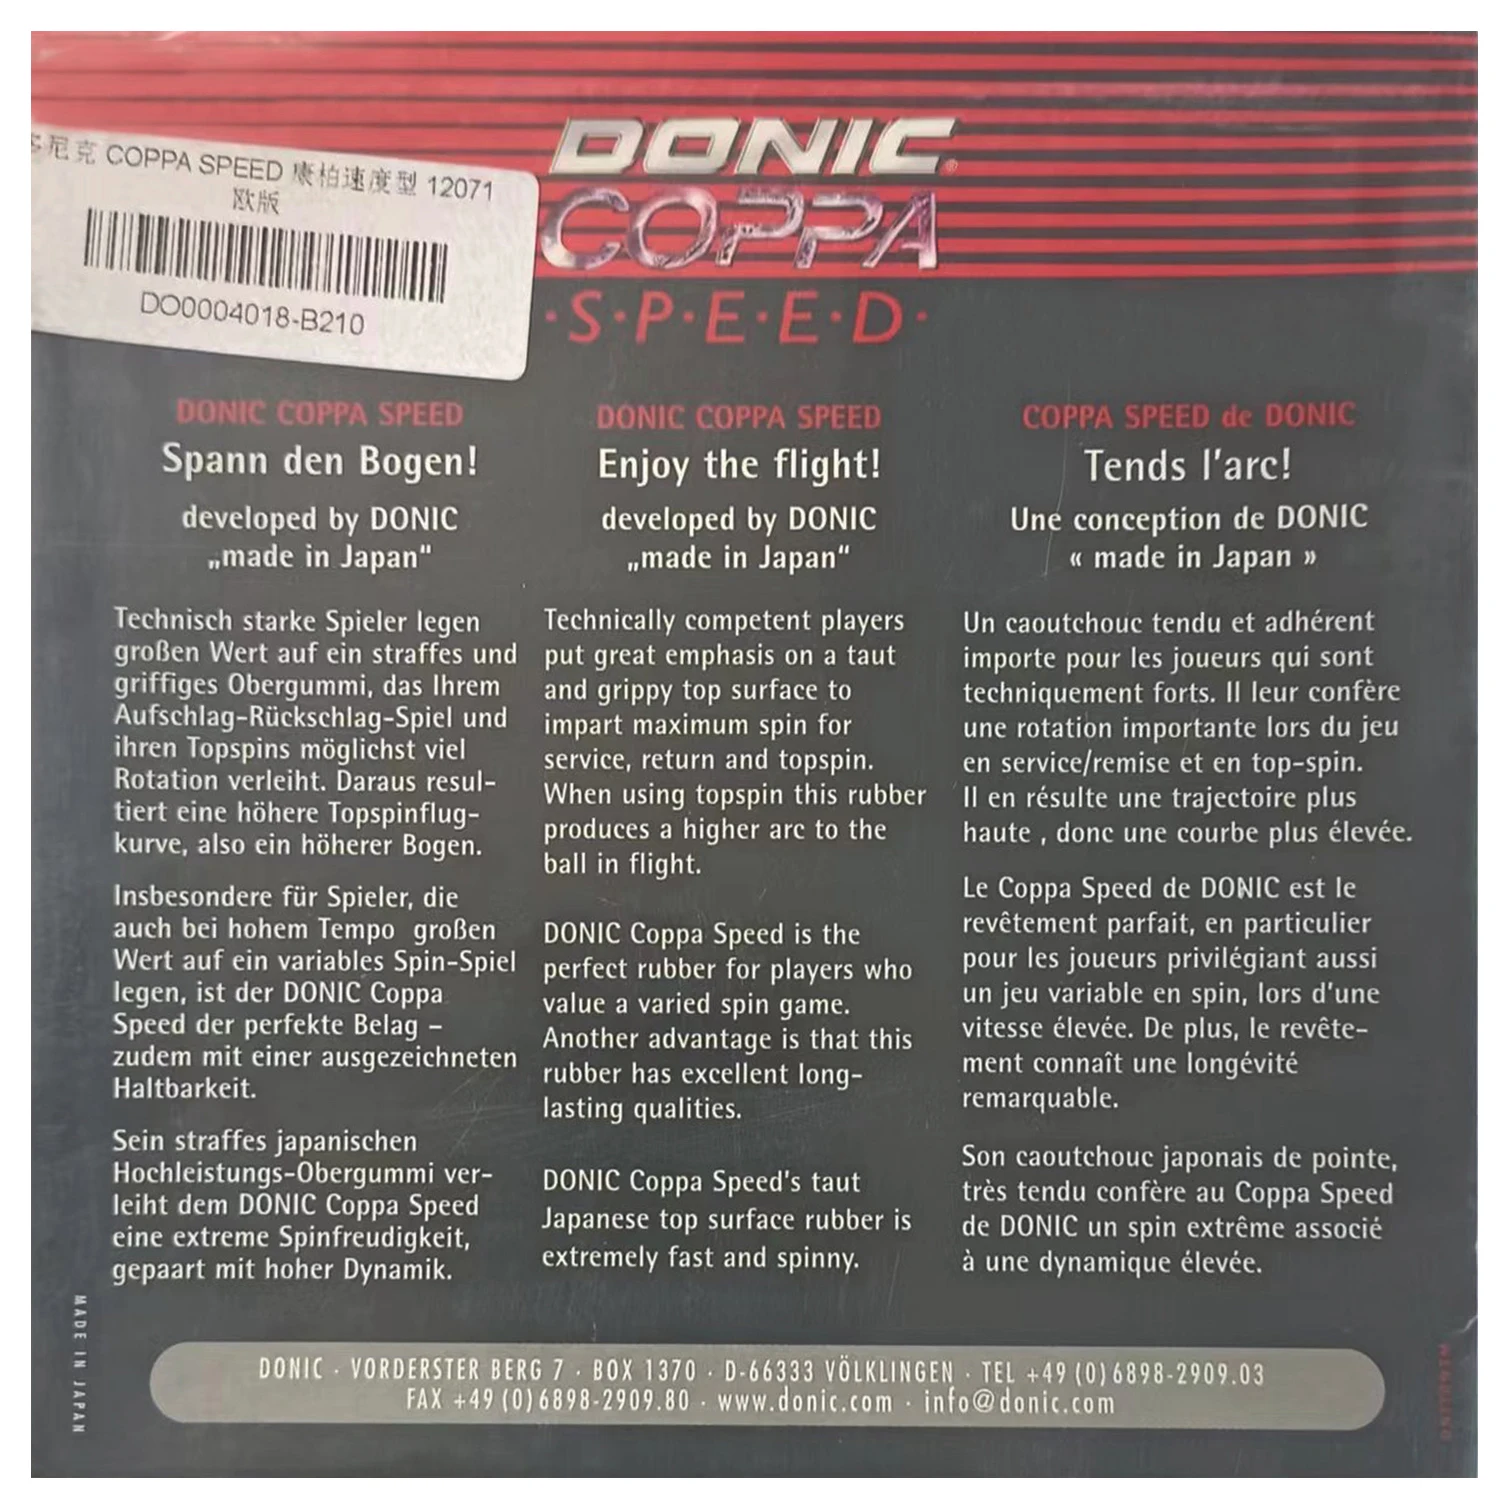 尼克 COPPA SPEED 康柏速度型 12071
欧版
DO0004018-B210
DONIC®
COPPA
·S·P·E·E·D·
DONIC COPPA SPEED
Spann den Bogen!
developed by DONIC
„made in Japan“
Technisch starke Spieler legen
großen Wert auf ein straffes und
griffiges Obergummi, das Ihrem
Aufschlag-Rückschlag-Spiel und
ihren Topspins möglichst viel
Rotation verleiht. Daraus resul-
tiert eine höhere Topspinflug-
kurve, also ein höherer Bogen.
Insbesondere für Spieler, die
auch bei hohem Tempo großen
Wert auf ein variables Spin-Spiel
legen, ist der DONIC Coppa
Speed der perfekte Belag –
zudem mit einer ausgezeichneten
Haltbarkeit.
Sein straffes japanischen
Hochleistungs-Obergummi ver-
leiht dem DONIC Coppa Speed
eine extreme Spinfreudigkeit,
gepaart mit hoher Dynamik.
DONIC COPPA SPEED
Enjoy the flight!
developed by DONIC
„made in Japan“
Technically competent players
put great emphasis on a taut
and grippy top surface to
impart maximum spin for
service, return and topspin.
When using topspin this rubber
produces a higher arc to the
ball in flight.
DONIC Coppa Speed is the
perfect rubber for players who
value a varied spin game.
Another advantage is that this
rubber has excellent long-
lasting qualities.
DONIC Coppa Speed's taut
Japanese top surface rubber is
extremely fast and spinny.
COPPA SPEED de DONIC
Tends l'arc!
Une conception de DONIC
« made in Japan »
Un caoutchouc tendu et adhérent
importe pour les joueurs qui sont
techniquement forts. Il leur confère
une rotation importante lors du jeu
en service/remise et en top-spin.
Il en résulte une trajectoire plus
haute , donc une courbe plus élevée.
Le Coppa Speed de DONIC est le
revêtement parfait, en particulier
pour les joueurs privilégiant aussi
un jeu variable en spin, lors d'une
vitesse élevée. De plus, le revête-
ment connaît une longévité
remarquable.
Son caoutchouc japonais de pointe,
très tendu confère au Coppa Speed
de DONIC un spin extrême associé
à une dynamique élevée.
MADE IN JAPAN
DONIC · VORDERSTER BERG 7 · BOX 1370 · D-66333 VÖLKLINGEN · TEL +49 (0)6898-2909.03
FAX +49 (0)6898-2909.80 · www.donic.com · info@donic.com